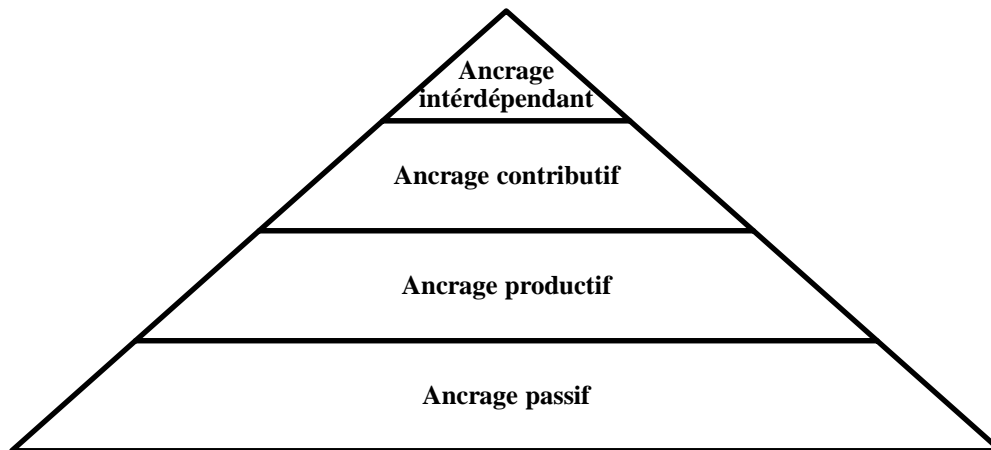 Ancrage
intérdépendant
Ancrage contributif
Ancrage productif
Ancrage passif